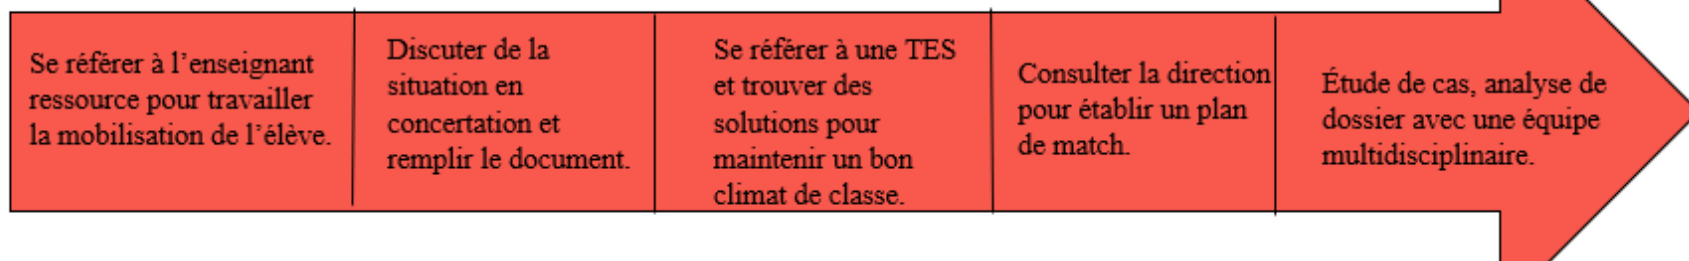 Se référer à l’enseignant
ressource pour travailler
la mobilisation de l’élève.
Discuter de la
situation en
concertation et
remplir le document.
Se référer à une TES
et trouver des
solutions pour
maintenir un bon
climat de classe.
Consulter la direction
pour établir un plan
de match.
Étude de cas, analyse de
dossier avec une équipe
multidisciplinaire.